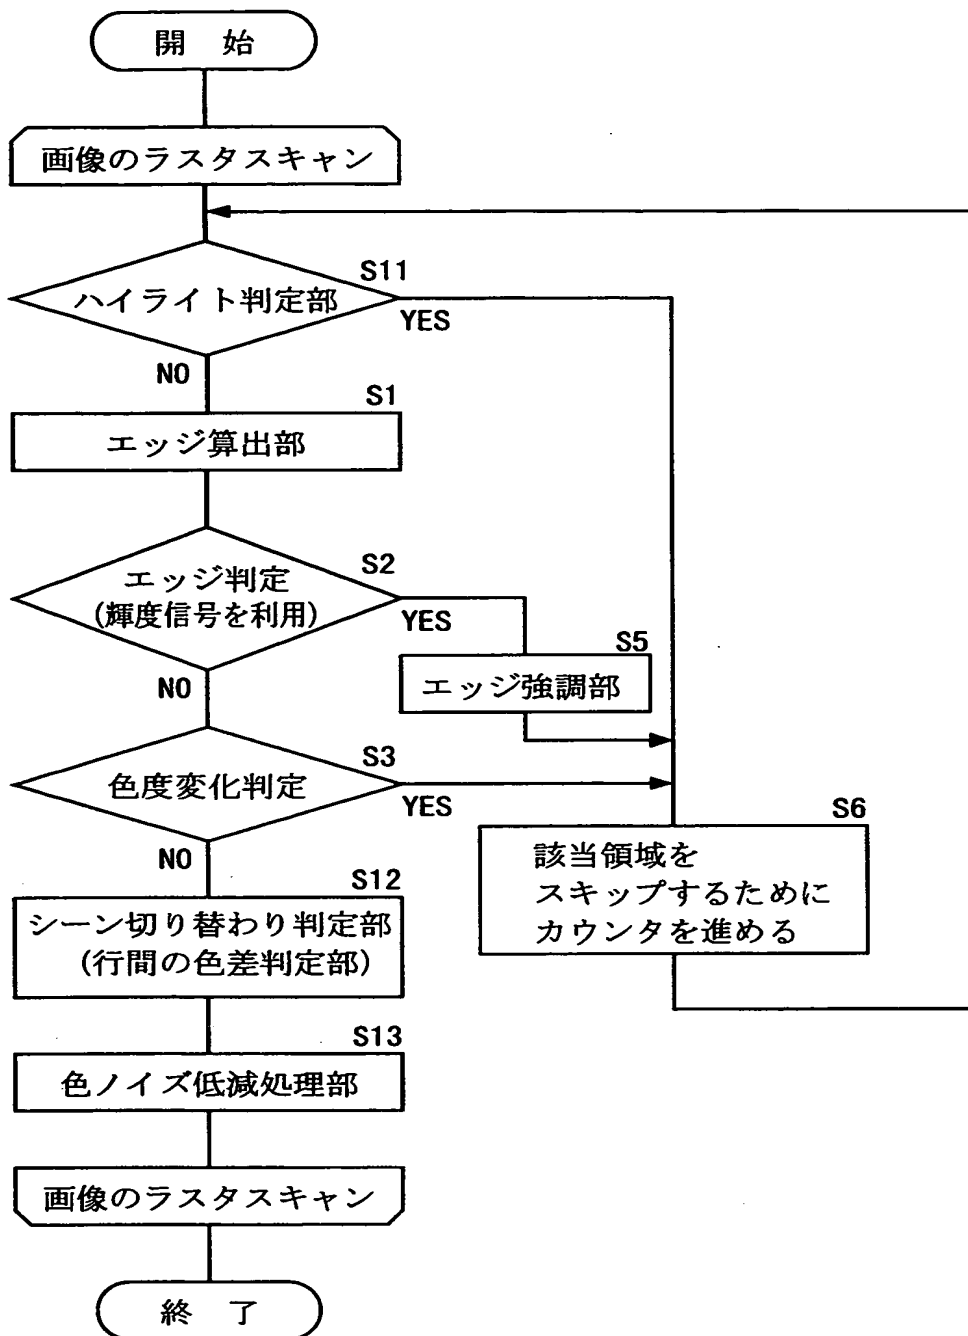 開 始
画像のラスタスキャン
S11
ハイライト判定部
YES
NO
S1
エッジ算出部
S2
エッジ判定
(輝度信号を利用)
YES
NO
S5
エッジ強調部
S3
色度変化判定
YES
NO
S6
該当領域を
スキップするために
カウンタを進める
S12
シーン切り替わり判定部
(行間の色差判定部)
S13
色ノイズ低減処理部
画像のラスタスキャン
終 了